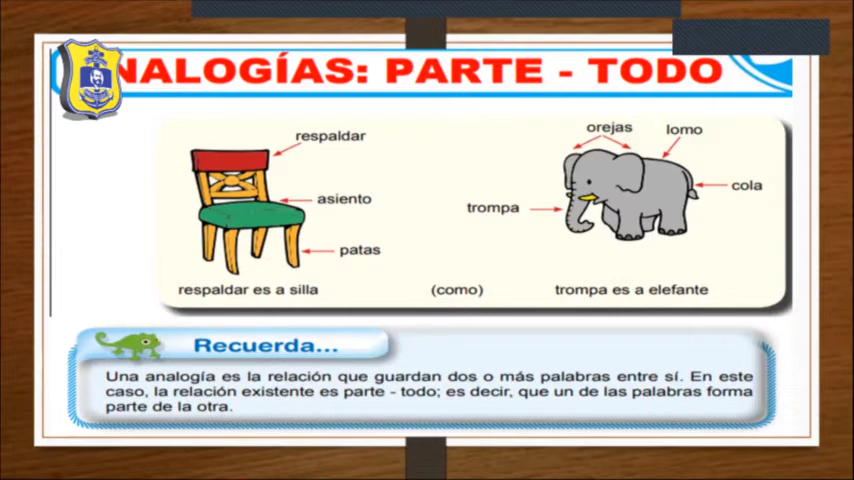 NALOGÍAS: PARTE - TODO
respaldar
asiento
patas
orejas
lomo
cola
trompa
respaldar es a silla
(como)
trompa es a elefante
Recuerda...
Una analogía es la relación que guardan dos o más palabras entre sí. En este
caso, la relación existente es parte - todo; es decir, que un de las palabras forma
parte de la otra.